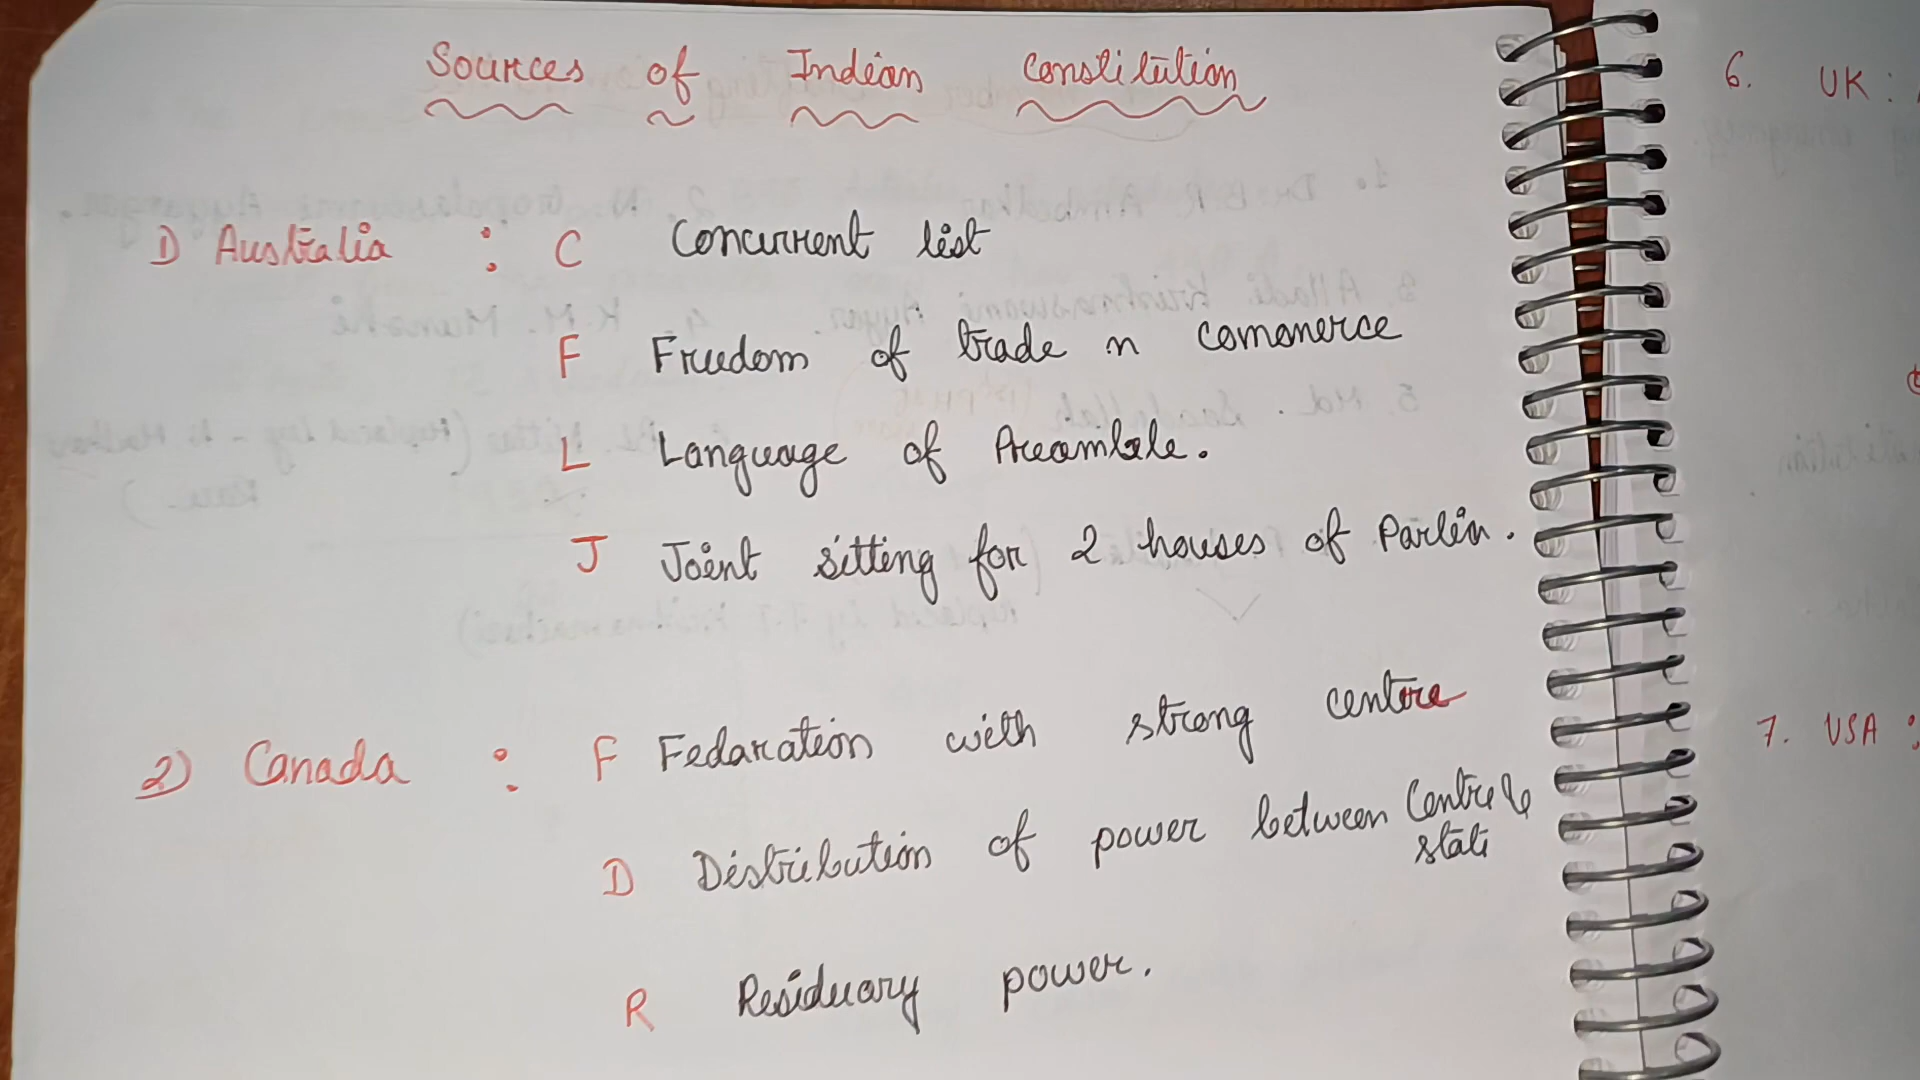 Sources of Indian Constitution
1) Australia : C Concurrent list
F Freedom of trade n commerce
L Language of Preamble.
J Joint sitting for 2 houses of Parlia.
2) Canada : F Fedaration with strong centre
D Distribution of power between Centre &
state
R Residuary power.
6. UK :
7. USA :